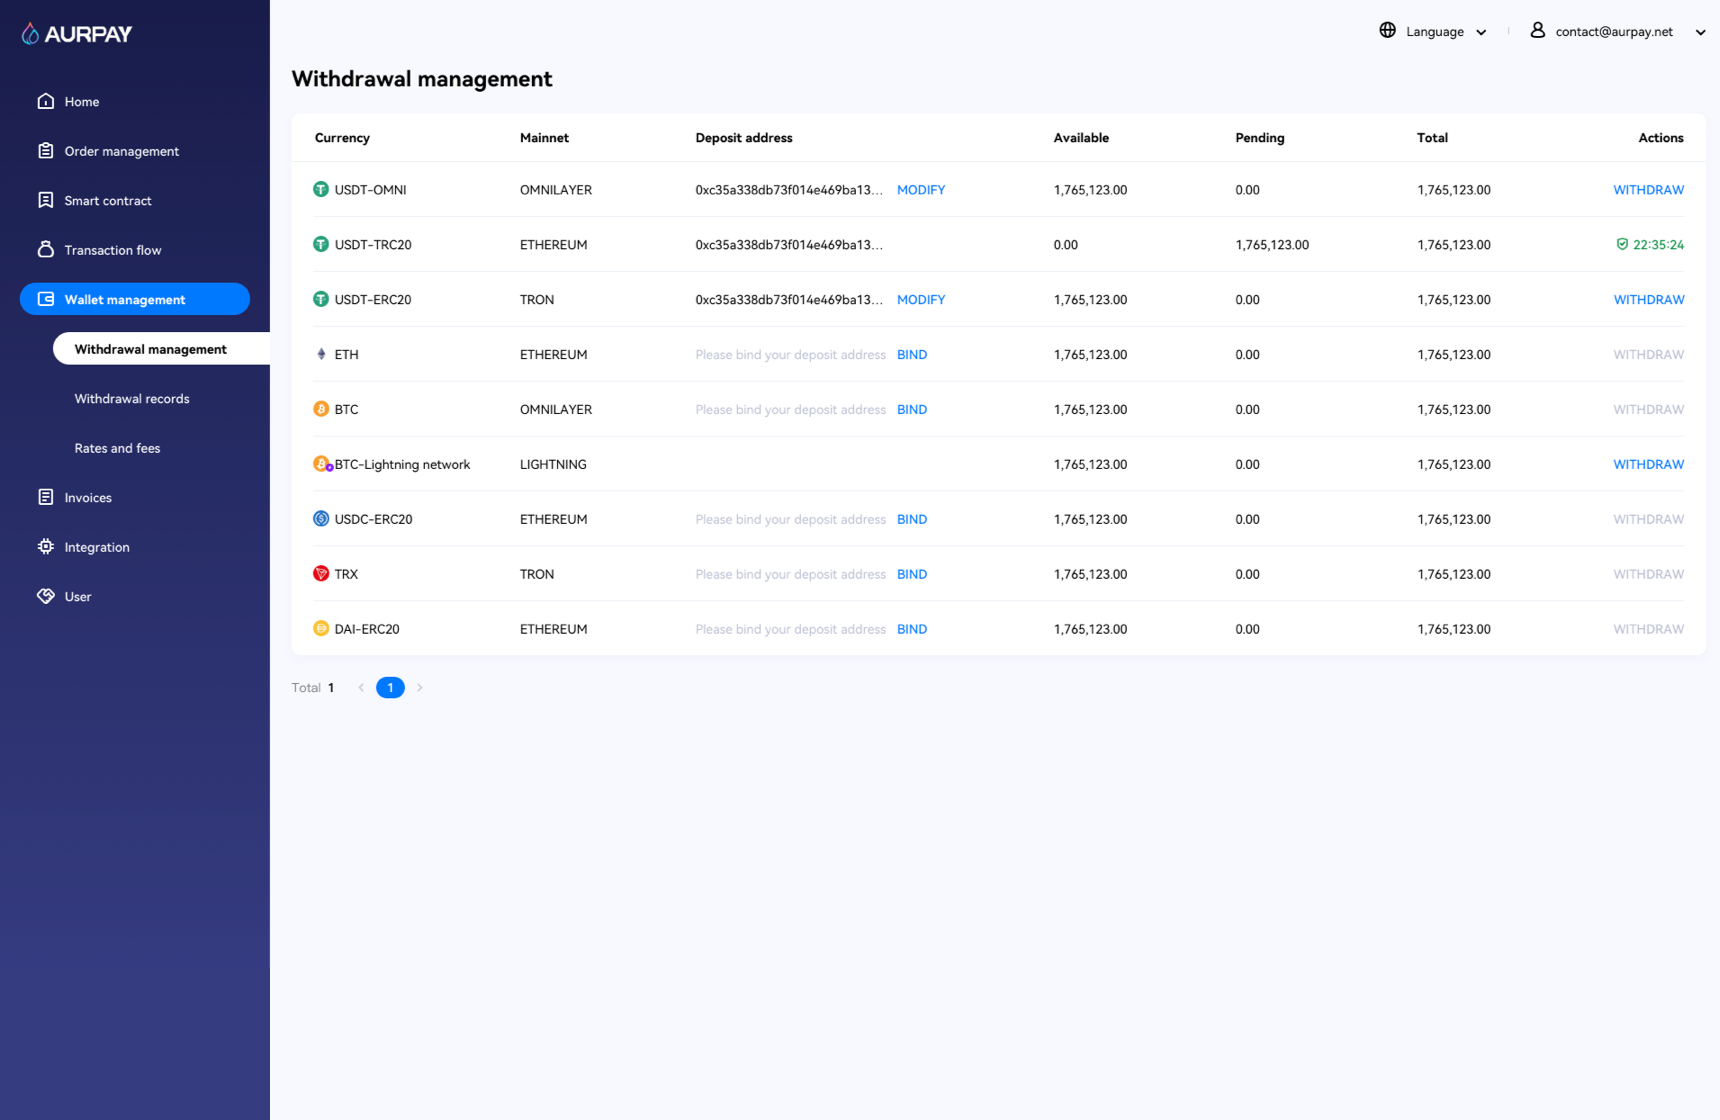 AURPAY
Language
contact@aurpay.net
Home
Order management
Smart contract
Transaction flow
Wallet management
Withdrawal management
Withdrawal records
Rates and fees
Invoices
Integration
User
Withdrawal management
Currency Mainnet Deposit address Available Pending Total Actions
USDT-OMNI OMNILAYER 0xc35a338db73f014e469ba13... MODIFY 1,765,123.00 0.00 1,765,123.00 WITHDRAW
USDT-TRC20 ETHEREUM 0xc35a338db73f014e469ba13... 0.00 1,765,123.00 1,765,123.00 22:35:24
USDT-ERC20 TRON 0xc35a338db73f014e469ba13... MODIFY 1,765,123.00 0.00 1,765,123.00 WITHDRAW
ETH ETHEREUM Please bind your deposit address BIND 1,765,123.00 0.00 1,765,123.00 WITHDRAW
BTC OMNILAYER Please bind your deposit address BIND 1,765,123.00 0.00 1,765,123.00 WITHDRAW
BTC-Lightning network LIGHTNING 1,765,123.00 0.00 1,765,123.00 WITHDRAW
USDC-ERC20 ETHEREUM Please bind your deposit address BIND 1,765,123.00 0.00 1,765,123.00 WITHDRAW
TRX TRON Please bind your deposit address BIND 1,765,123.00 0.00 1,765,123.00 WITHDRAW
DAI-ERC20 ETHEREUM Please bind your deposit address BIND 1,765,123.00 0.00 1,765,123.00 WITHDRAW
Total 1 1